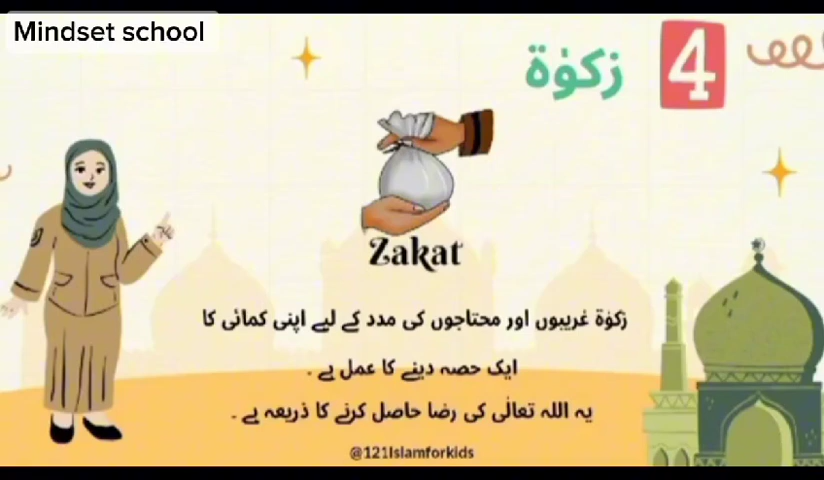 Mindset school
زکوٰۃ 4
Zakat
زکوٰۃ غریبوں اور محتاجوں کی مدد کے لیے اپنی کمائی کا
ایک حصہ دینے کا عمل ہے ۔
یہ اللہ تعالٰی کی رضا حاصل کرنے کا ذریعہ ہے ۔
@121Islamforkids